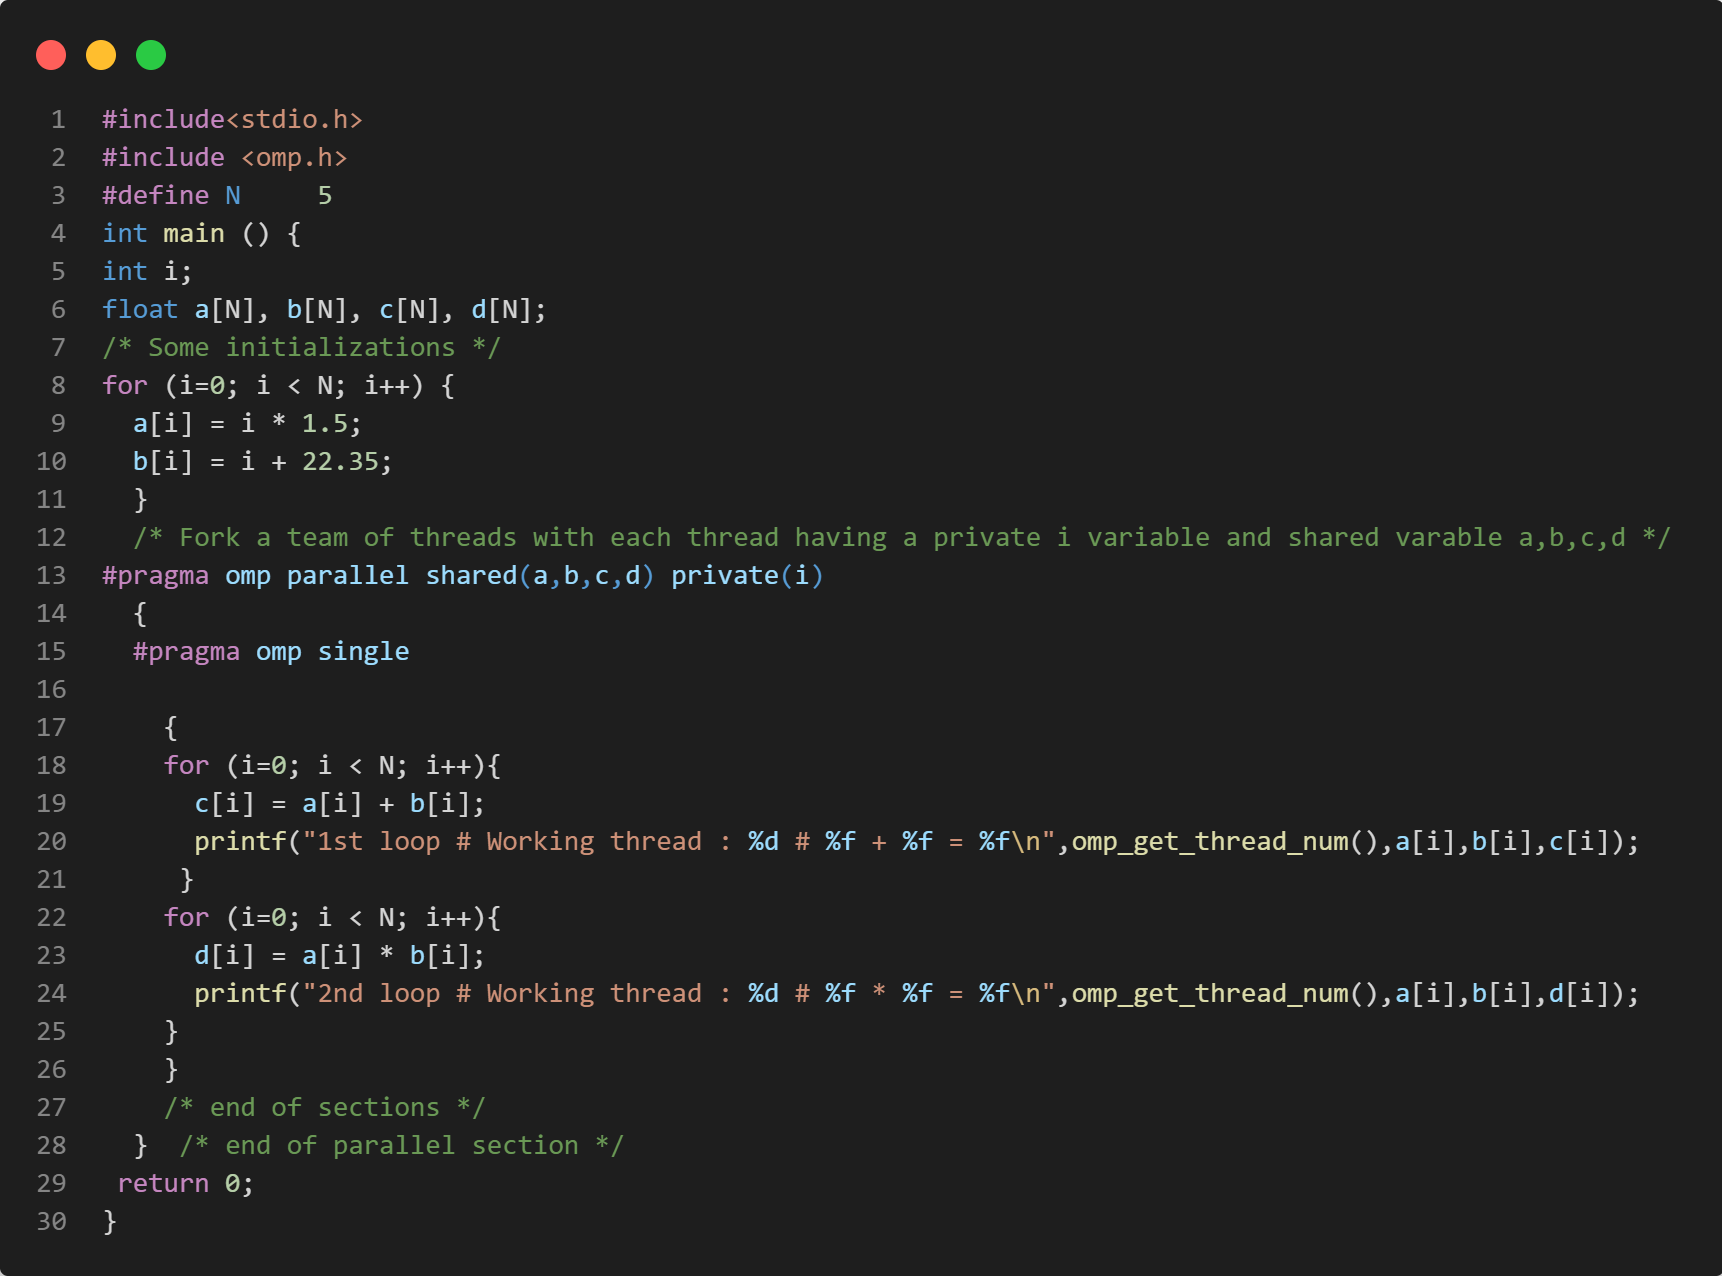 1 #include<stdio.h>
2 #include <omp.h>
3 #define N     5
4 int main () {
5 int i;
6 float a[N], b[N], c[N], d[N];
7 /* Some initializations */
8 for (i=0; i < N; i++) {
9   a[i] = i * 1.5;
10   b[i] = i + 22.35;
11   }
12   /* Fork a team of threads with each thread having a private i variable and shared varable a,b,c,d */
13 #pragma omp parallel shared(a,b,c,d) private(i)
14   {
15   #pragma omp single
16
17     {
18     for (i=0; i < N; i++){
19       c[i] = a[i] + b[i];
20       printf("1st loop # Working thread : %d # %f + %f = %f\n",omp_get_thread_num(),a[i],b[i],c[i]);
21      }
22     for (i=0; i < N; i++){
23       d[i] = a[i] * b[i];
24       printf("2nd loop # Working thread : %d # %f * %f = %f\n",omp_get_thread_num(),a[i],b[i],d[i]);
25     }
26     }
27     /* end of sections */
28   }  /* end of parallel section */
29  return 0;
30 }